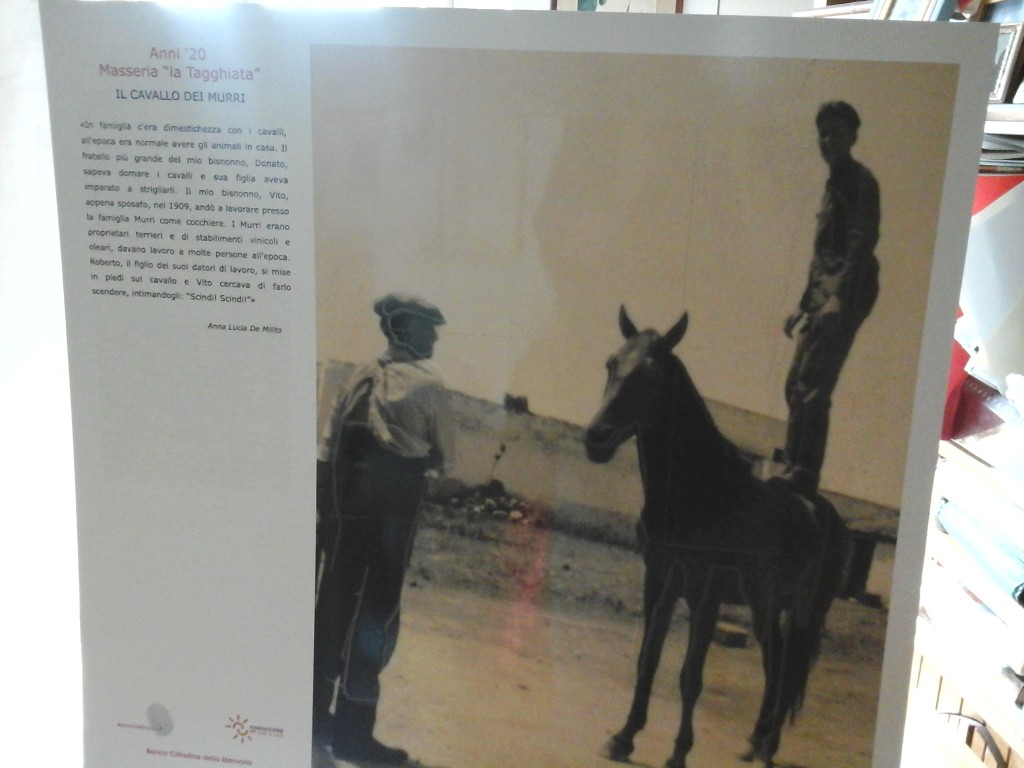 Anni '20
Masseria "la Tagghiata"
IL CAVALLO DEI MURRI
«In famiglia c'era dimestichezza con i cavalli,
all'epoca era normale avere gli animali in casa. Il
fratello più grande del mio bisnonno, Donato,
sapeva domare i cavalli e sua figlia aveva
imparato a strigliarli. Il mio bisnonno, Vito,
appena sposato, nel 1909, andò a lavorare presso
la famiglia Murri come cocchiere. I Murri erano
proprietari terrieri e di stabilimenti vinicoli e
oleari, davano lavoro a molte persone all'epoca.
Roberto, il figlio dei suoi datori di lavoro, si mise
in piedi sul cavallo e Vito cercava di farlo
scendere, intimandogli: "Scindi! Scindi!"»
Anna Lucia De Milito
FONDAZIONE
Banca Cittadina della Memoria